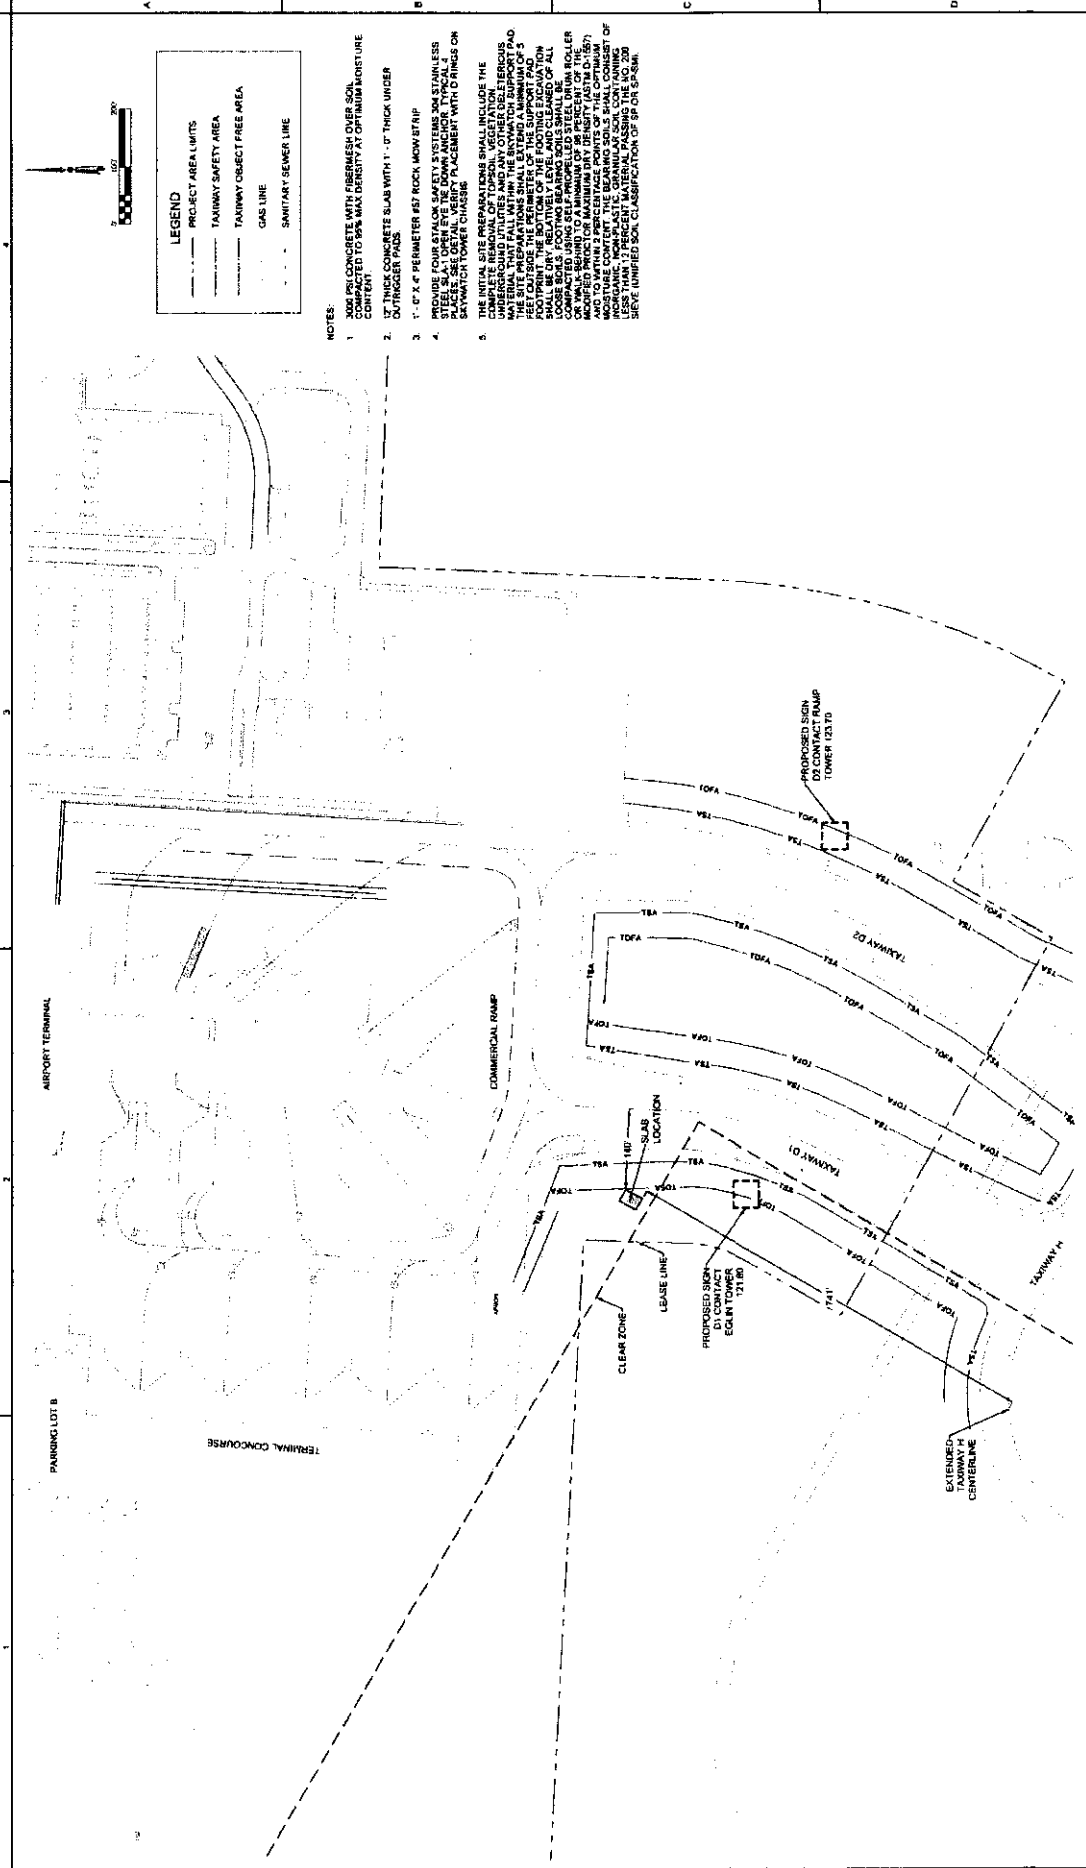 1
2
3
4
A
B
C
D
0'
100'
200'
LEGEND
PROJECT AREA LIMITS
TAXIWAY SAFETY AREA
TAXIWAY OBJECT FREE AREA
GAS LINE
SANITARY SEWER LINE
NOTES:
1 3000 PSI CONCRETE WITH FIBERMESH OVER SOIL
COMPACTED TO 95% MAX DENSITY AT OPTIMUM MOISTURE
CONTENT.
2. 12" THICK CONCRETE SLAB WITH 1'- 0" THICK UNDER
OUTRIGGER PADS.
3. 1'- 0" X 4" PERIMETER #57 ROCK MOW STRIP
4. PROVIDE FOUR STALOK SAFETY SYSTEMS 304 STAINLESS
STEEL SLA-1 OPEN EYE TIE DOWN ANCHOR. TYPICAL 4
PLACES. SEE DETAIL. VERIFY PLACEMENT WITH D RINGS ON
SKYWATCH TOWER CHASSIS
5. THE INITIAL SITE PREPARATIONS SHALL INCLUDE THE
COMPLETE REMOVAL OF TOPSOIL, VEGETATION,
UNDERGROUND UTILITIES AND ANY OTHER DELETERIOUS
MATERIAL THAT FALL WITHIN THE SKYWATCH SUPPORT PAD.
THE SITE PREPARATIONS SHALL EXTEND A MINIMUM OF 5
FEET OUTSIDE THE PERIMETER OF THE SUPPORT PAD
FOOTPRINT. THE BOTTOM OF THE FOOTING EXCAVATION
SHALL BE DRY, RELATIVELY LEVEL AND CLEANED OF ALL
LOOSE SOILS. FOOTING BEARING SOILS SHALL BE
COMPACTED USING SELF-PROPELLED STEEL DRUM ROLLER
OR WALK-BEHIND TO A MINIMUM OF 95 PERCENT OF THE
MODIFIED PROCTOR MAXIMUM DRY DENSITY (ASTM D-1557)
AND TO WITHIN 2 PERCENTAGE POINTS OF THE OPTIMUM
MOISTURE CONTENT. THE BEARING SOILS SHALL CONSIST OF
INORGANIC, NON-PLASTIC, GRANULAR SOIL CONTAINING
LESS THAN 12 PERCENT MATERIAL PASSING THE NO. 200
SIEVE (UNIFIED SOIL CLASSIFICATION OF SP OR SP-SM).
PARKING LOT B
AIRPORT TERMINAL
TERMINAL CONCOURSE
COMMERCIAL RAMP
140'
SLAB
LOCATION
CLEAR ZONE
LEASE LINE
PROPOSED SIGN
D1 CONTACT
EGLIN TOWER
121.80
PROPOSED SIGN
D2 CONTACT RAMP
TOWER 123.70
TAXIWAY D1
TAXIWAY D2
TAXIWAY H
1741'
EXTENDED
TAXIWAY H
CENTERLINE
TSA
TOFA